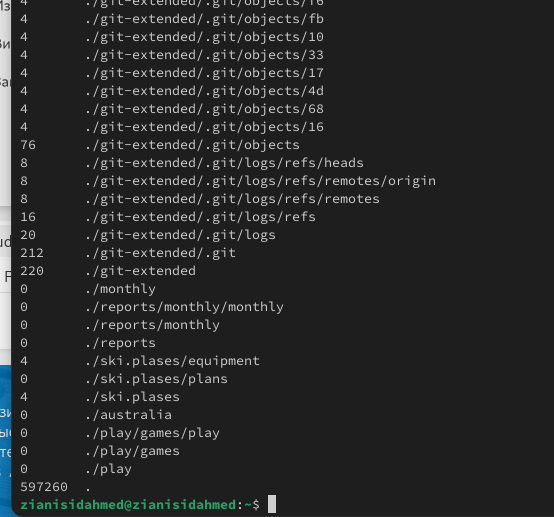 4 ./git-extended/.git/objects/f6
4 ./git-extended/.git/objects/fb
4 ./git-extended/.git/objects/10
4 ./git-extended/.git/objects/33
4 ./git-extended/.git/objects/17
4 ./git-extended/.git/objects/4d
4 ./git-extended/.git/objects/68
4 ./git-extended/.git/objects/16
76 ./git-extended/.git/objects
8 ./git-extended/.git/logs/refs/heads
8 ./git-extended/.git/logs/refs/remotes/origin
8 ./git-extended/.git/logs/refs/remotes
16 ./git-extended/.git/logs/refs
20 ./git-extended/.git/logs
212 ./git-extended/.git
220 ./git-extended
0 ./monthly
0 ./reports/monthly/monthly
0 ./reports/monthly
0 ./reports
4 ./ski.plases/equipment
0 ./ski.plases/plans
4 ./ski.plases
0 ./australia
0 ./play/games/play
0 ./play/games
0 ./play
597260 .
zianisidahmed@zianisidahmed:~$